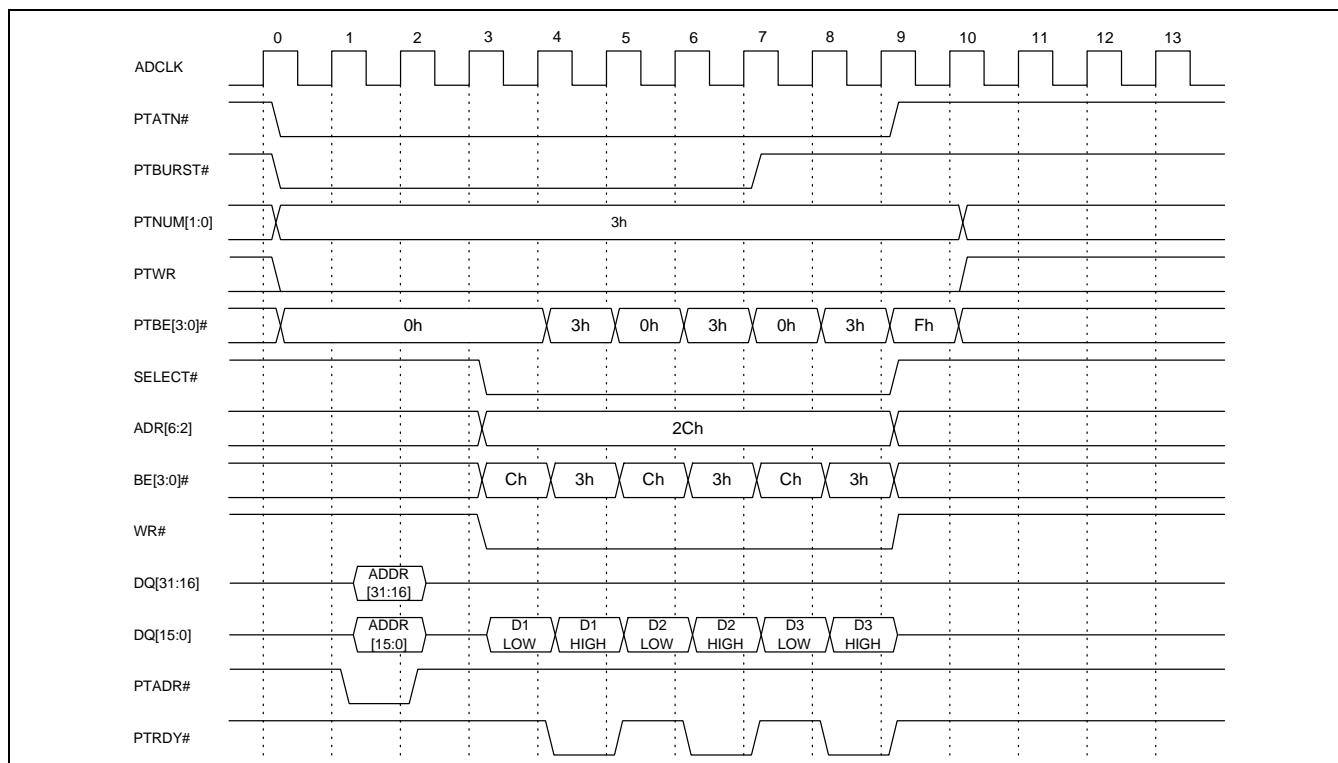 0 1 2 3 4 5 6 7 8 9 10 11 12 13
ADCLK
PTATN#
PTBURST#
PTNUM[1:0] 3h
PTWR
PTBE[3:0]# 0h 3h 0h 3h 0h 3h Fh
SELECT#
ADR[6:2] 2Ch
BE[3:0]# Ch 3h Ch 3h Ch 3h
WR#
DQ[31:16] ADDR
[31:16]
DQ[15:0] ADDR D1 D1 D2 D2 D3 D3
[15:0] LOW HIGH LOW HIGH LOW HIGH
PTADR#
PTRDY#